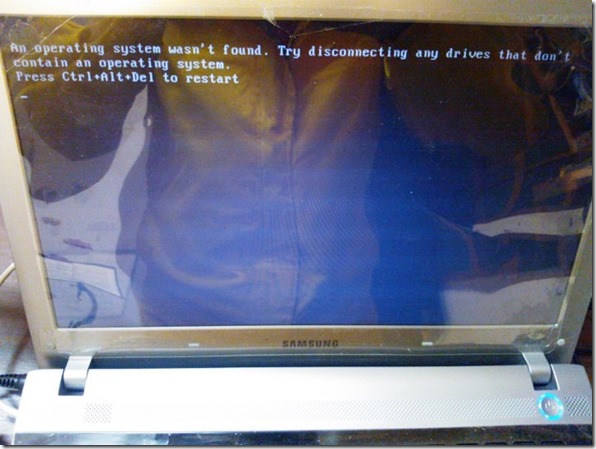 An operating system wasn't found. Try disconnecting any drives that don't
contain an operating system.
Press Ctrl+Alt+Del to restart
SAMSUNG